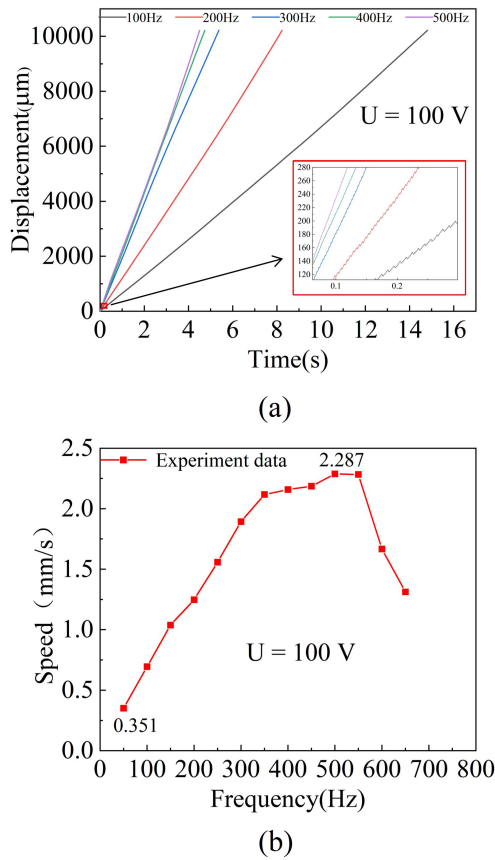 100Hz 200Hz 300Hz 400Hz 500Hz
10000
8000
6000
4000
2000
0
Displacement(μm)
U = 100 V
280
260
240
220
200
180
160
140
120
0.1 0.2
0 2 4 6 8 10 12 14 16
Time(s)
(a)
2.5
2.0
1.5
1.0
0.5
0.0
Speed（mm/s）
Experiment data
2.287
U = 100 V
0.351
0 100 200 300 400 500 600 700 800
Frequency(Hz)
(b)